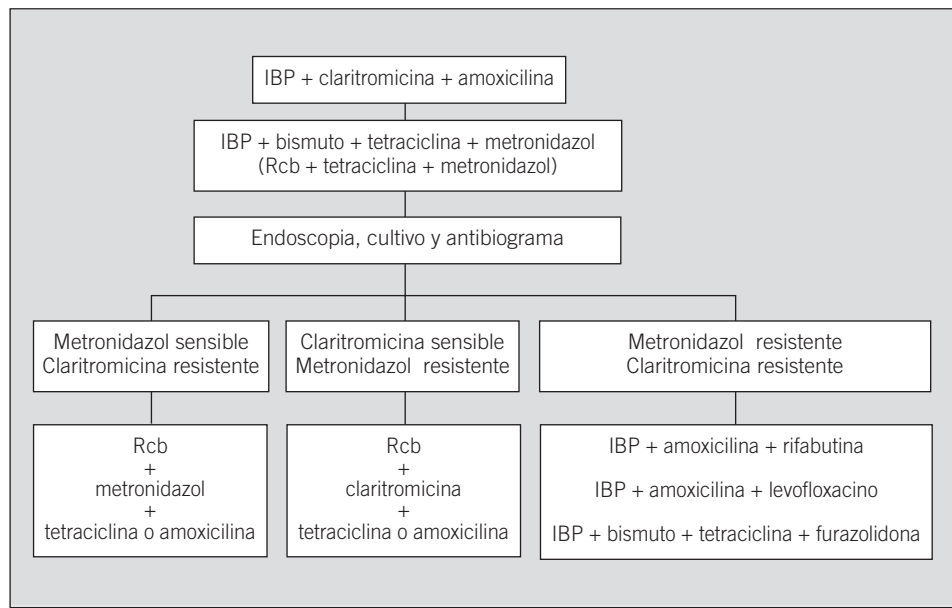 IBP + claritromicina + amoxicilina
IBP + bismuto + tetraciclina + metronidazol
(Rcb + tetraciclina + metronidazol)
Endoscopia, cultivo y antibiograma
Metronidazol sensible
Claritromicina resistente
Claritromicina sensible
Metronidazol resistente
Metronidazol resistente
Claritromicina resistente
Rcb
+
metronidazol
+
tetraciclina o amoxicilina
Rcb
+
claritromicina
+
tetraciclina o amoxicilina
IBP + amoxicilina + rifabutina
IBP + amoxicilina + levofloxacino
IBP + bismuto + tetraciclina + furazolidona